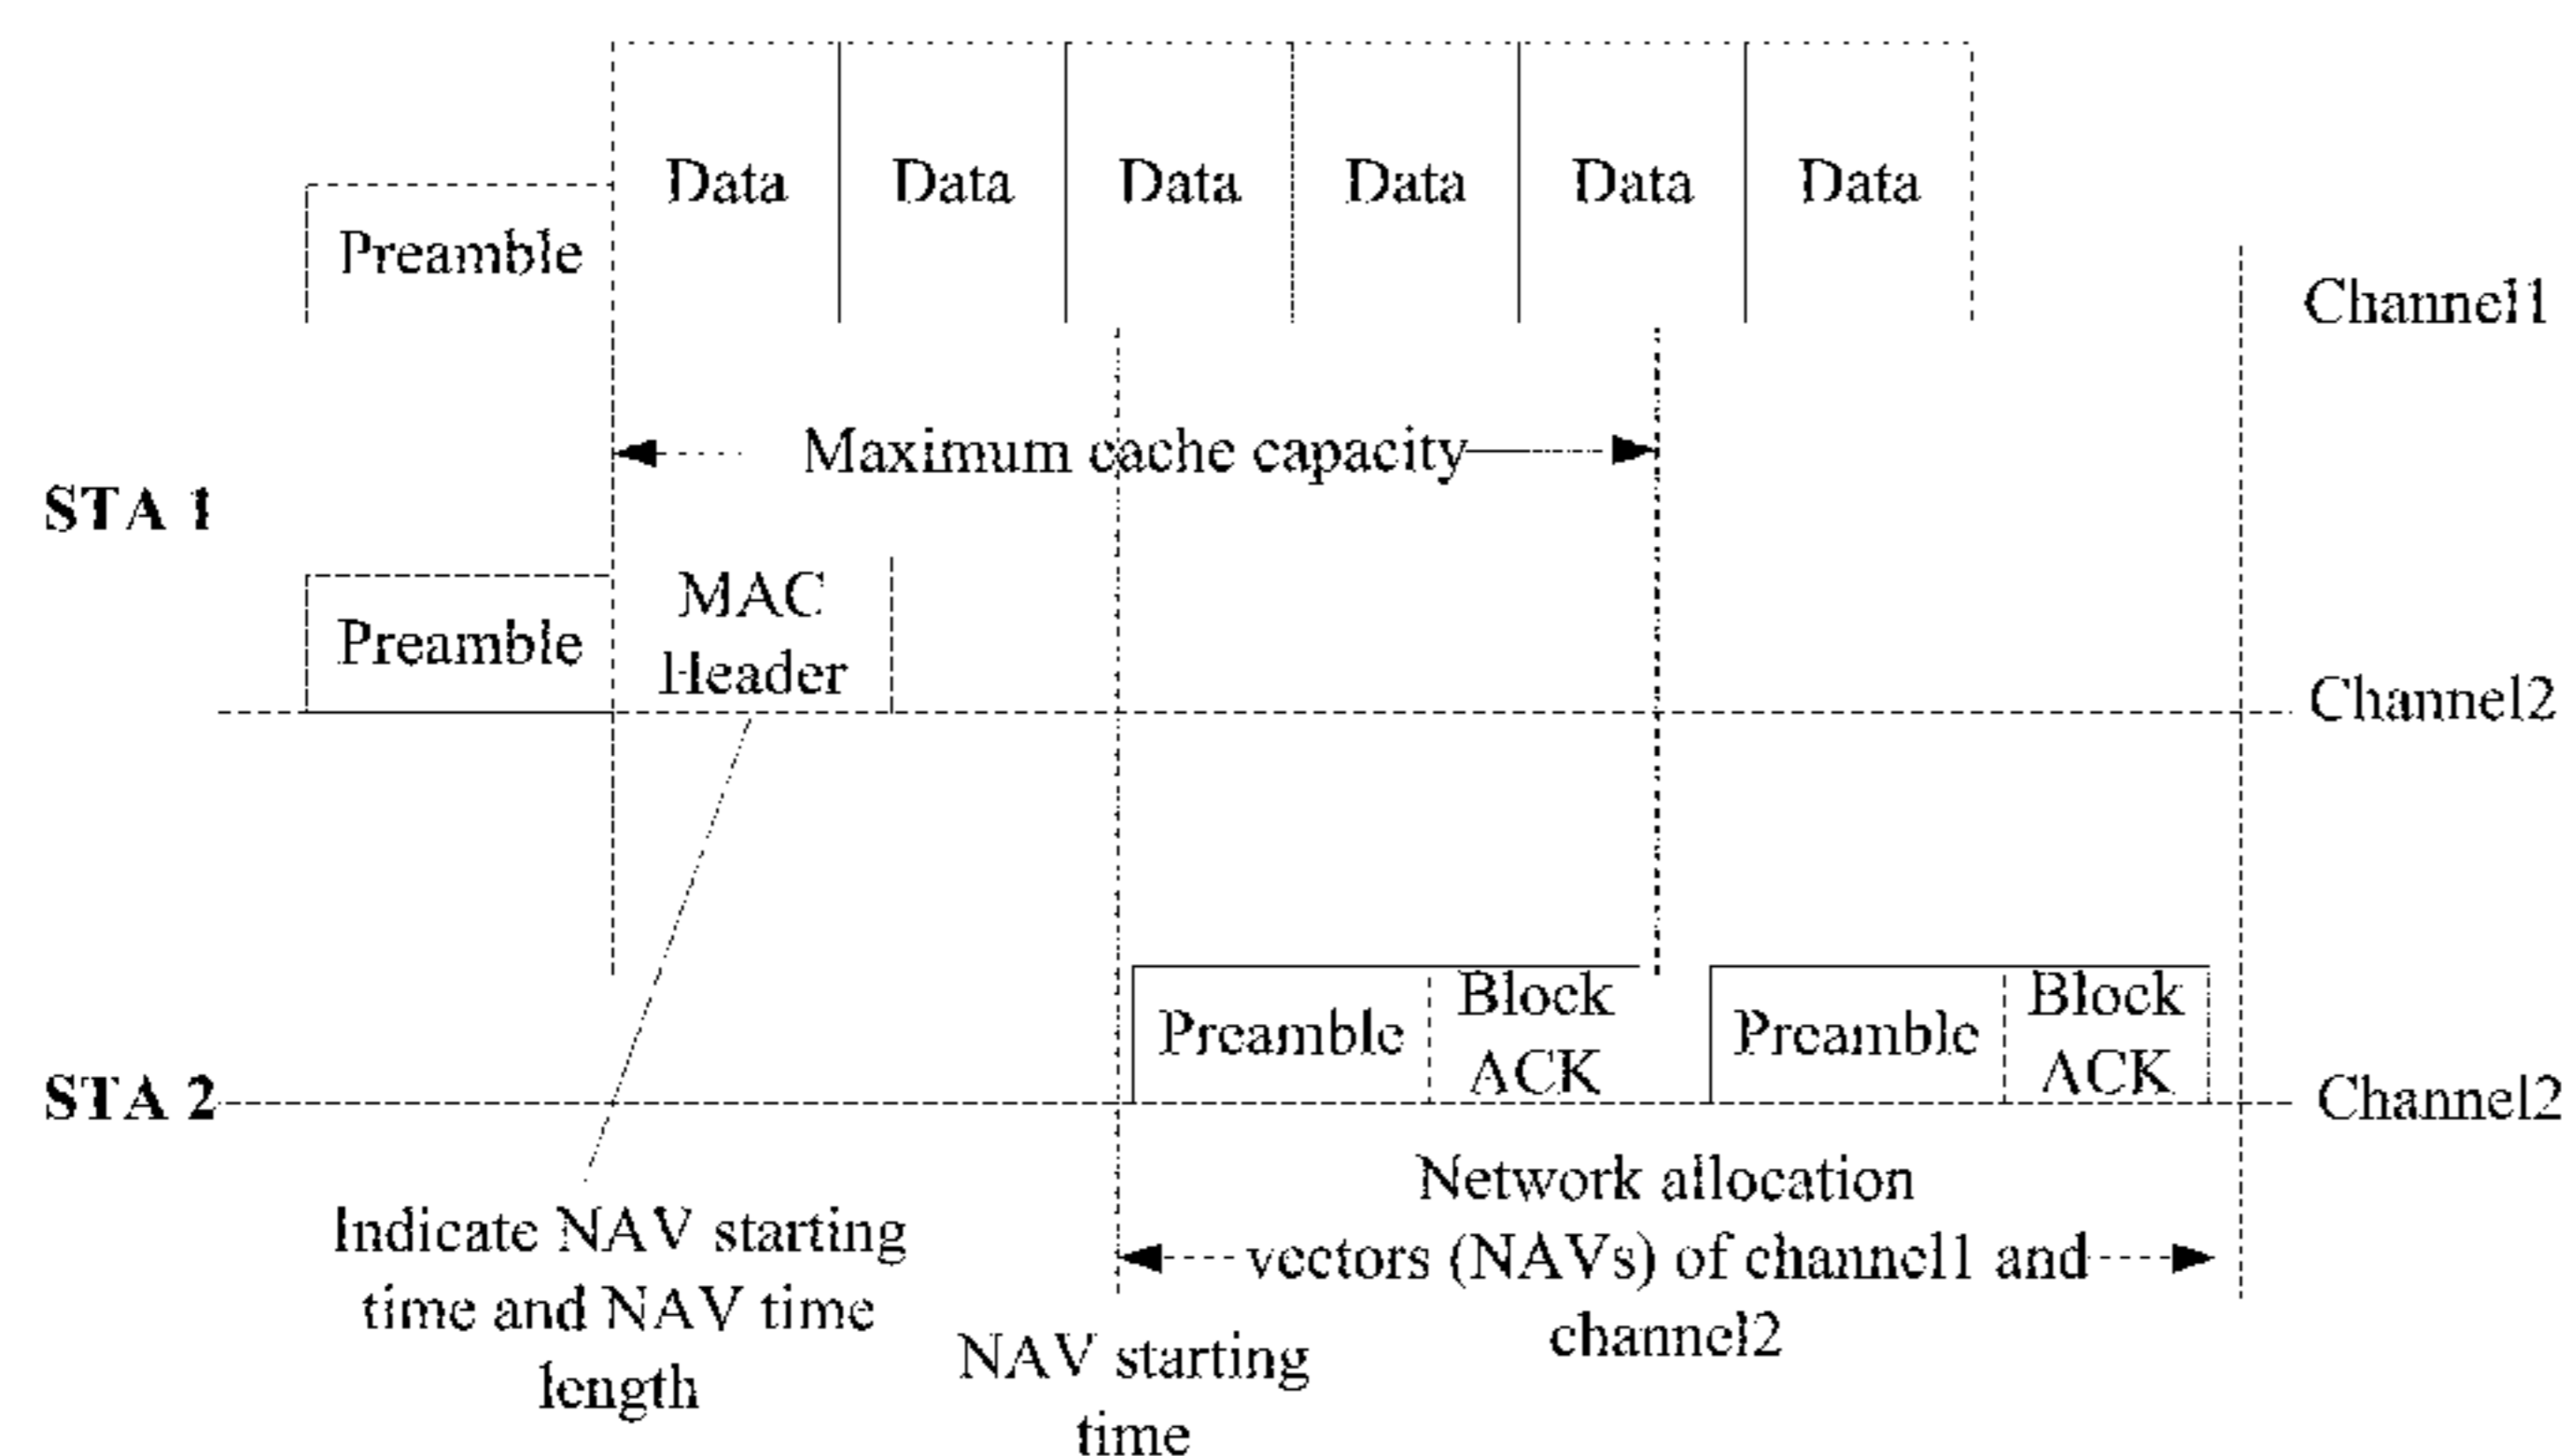 Data Data Data Data Data Data
Preamble
Channel1
Maximum cache capacity
STA 1
MAC
Header
Preamble
Channel2
Preamble
Block
ACK
Preamble
Block
ACK
STA 2
Channel2
Indicate NAV starting
time and NAV time
length
NAV starting
time
Network allocation
vectors (NAVs) of channel1 and
channel2